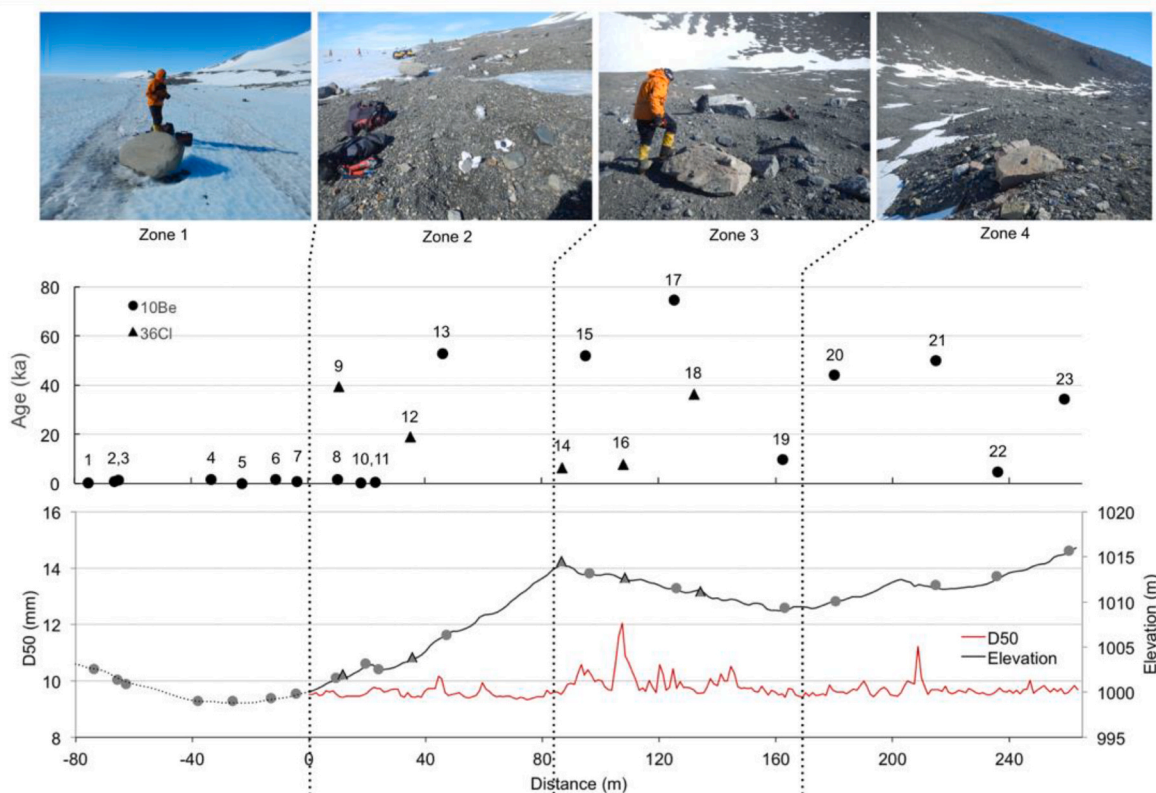 Zone 1 Zone 2 Zone 3 Zone 4
80
60
40
20
0
Age (ka)
10Be
36Cl
1 2,3 4 5 6 7 8 9 10,11 12 13 14 15 16 17 18 19 20 21 22 23
16
14
12
10
8
D50 (mm)
1020
1015
1010
1005
1000
995
Elevation (m)
D50
Elevation
-80 -40 0 40 80 120 160 200 240
Distance (m)